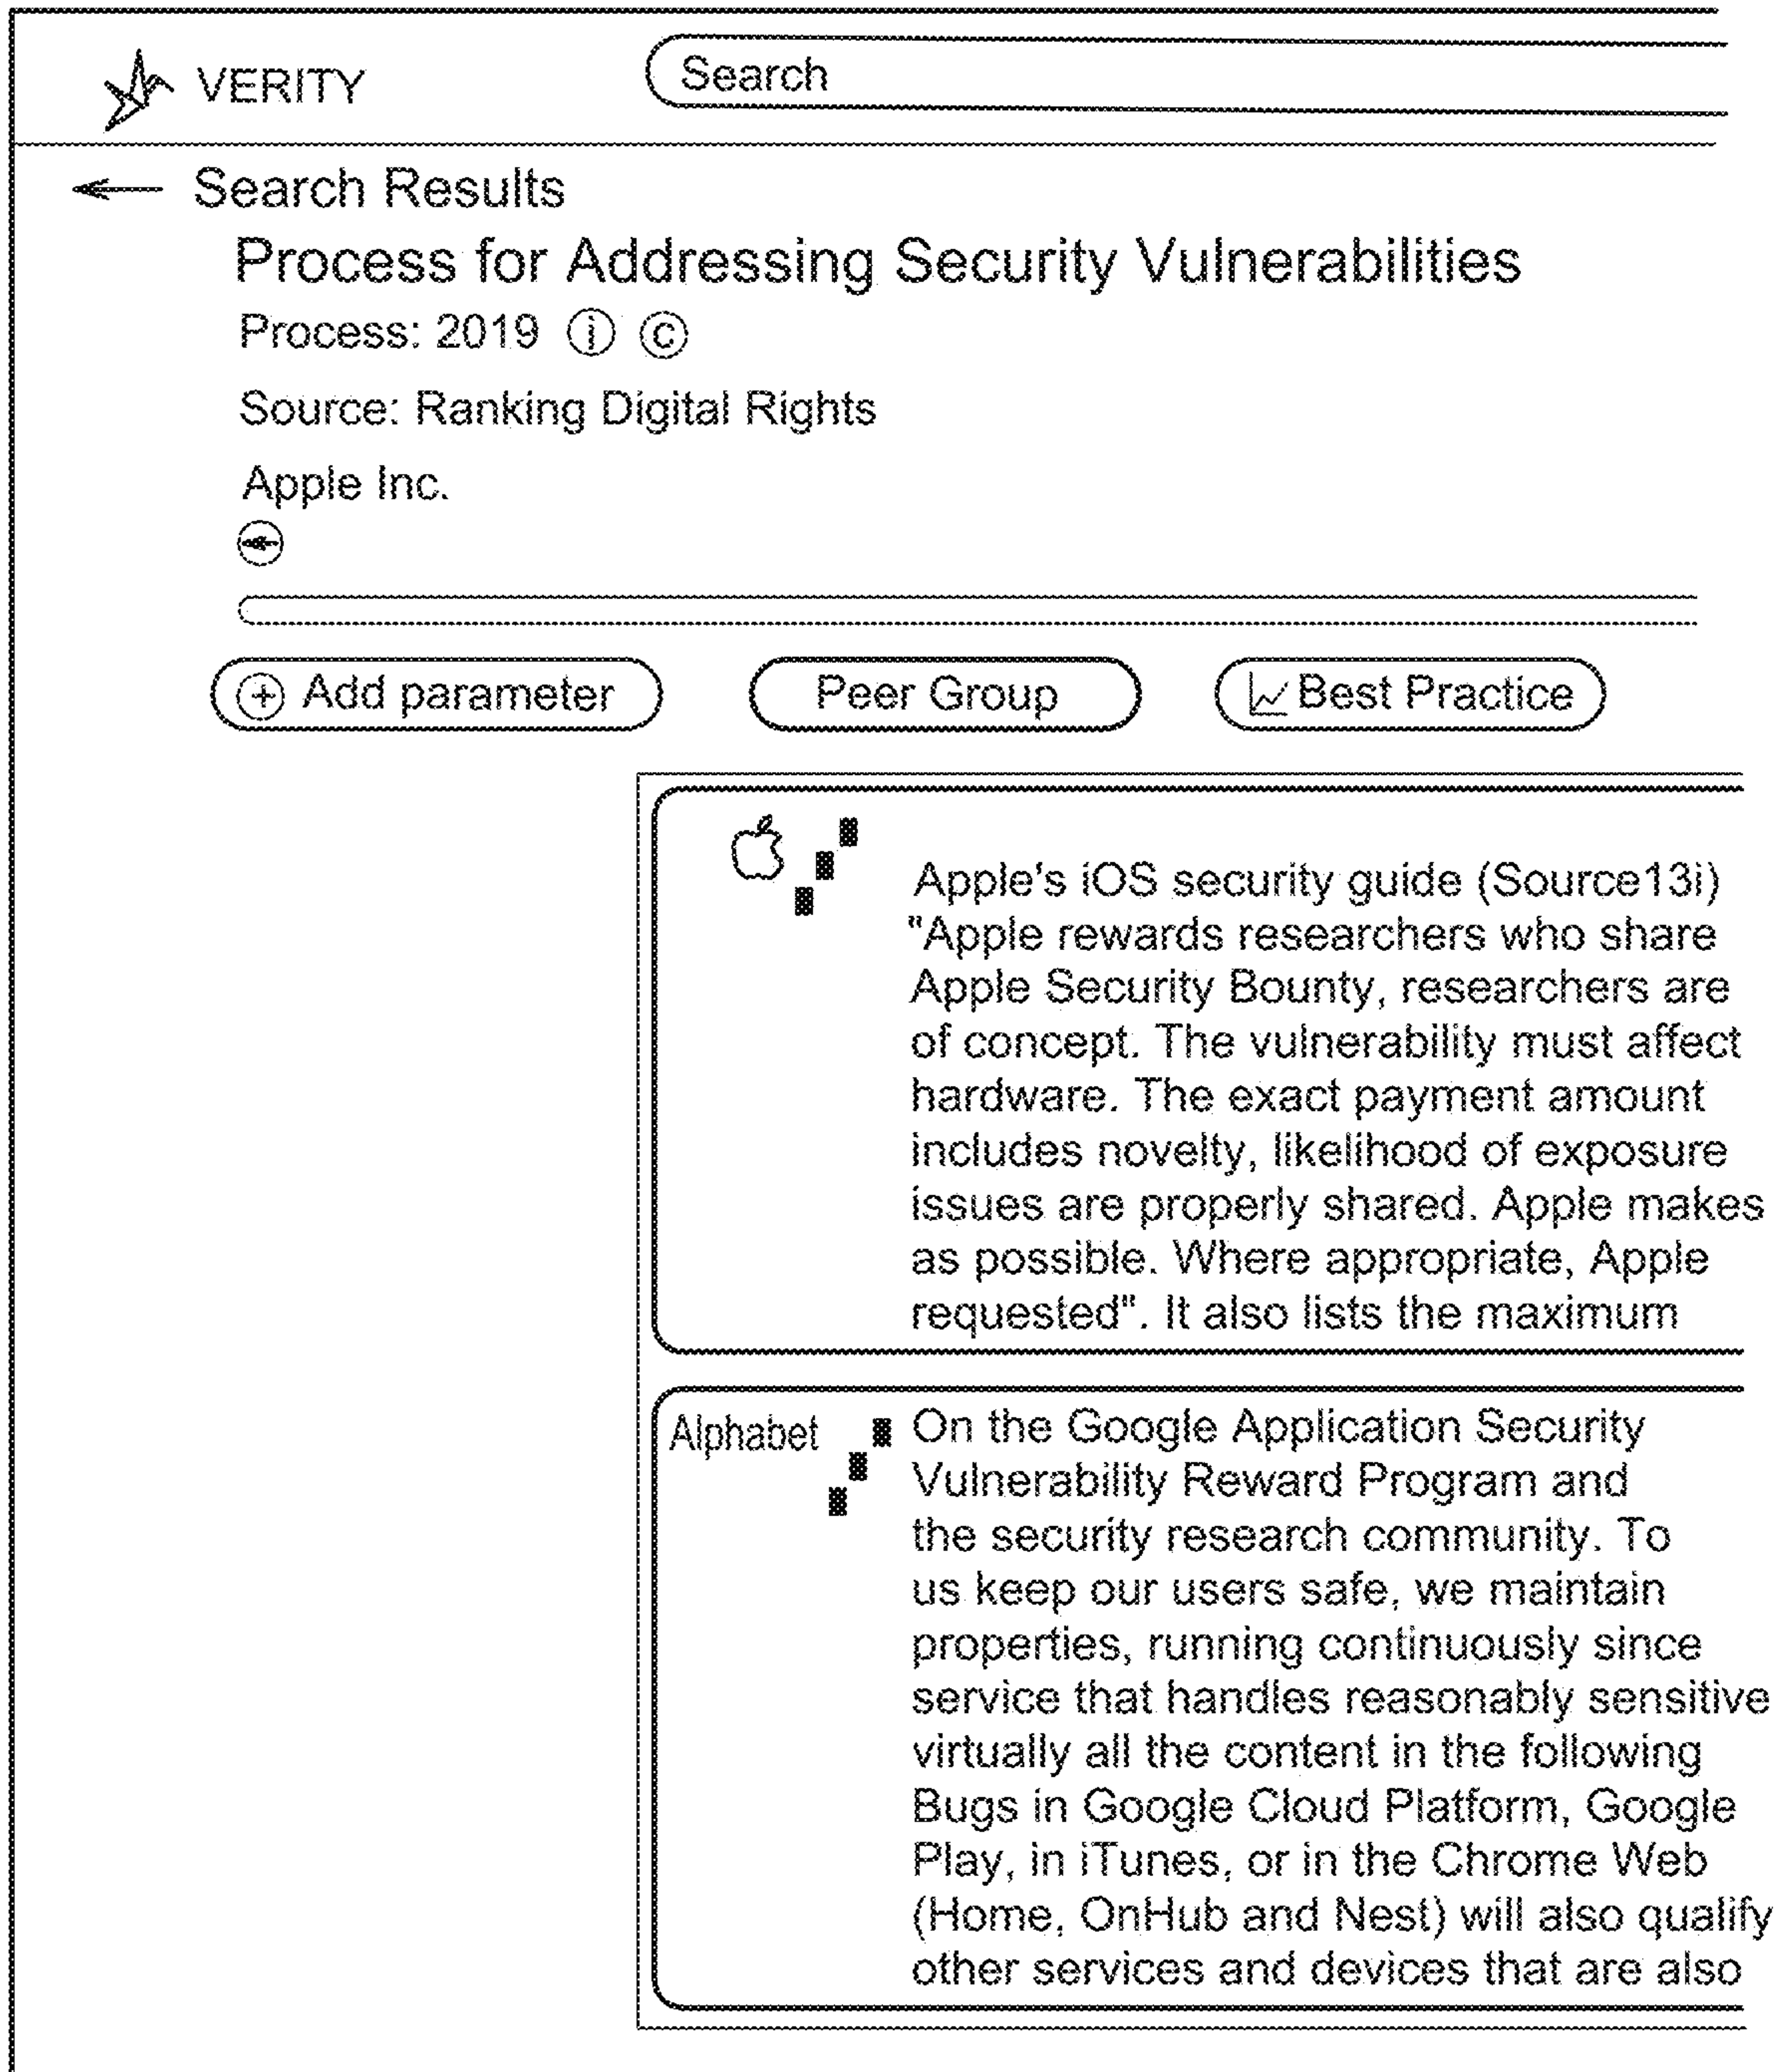 VERITY
Search
Search Results
Process for Addressing Security Vulnerabilities
Process: 2019 ⓘ ©
Source: Ranking Digital Rights
Apple Inc.
Add parameter
Peer Group
Best Practice
Apple's iOS security guide (Source13i)
"Apple rewards researchers who share
Apple Security Bounty, researchers are
of concept. The vulnerability must affect
hardware. The exact payment amount
includes novelty, likelihood of exposure
issues are properly shared. Apple makes
as possible. Where appropriate, Apple
requested". It also lists the maximum
Alphabet
On the Google Application Security
Vulnerability Reward Program and
the security research community. To
us keep our users safe, we maintain
properties, running continuously since
service that handles reasonably sensitive
virtually all the content in the following
Bugs in Google Cloud Platform, Google
Play, in iTunes, or in the Chrome Web
(Home, OnHub and Nest) will also qualify
other services and devices that are also